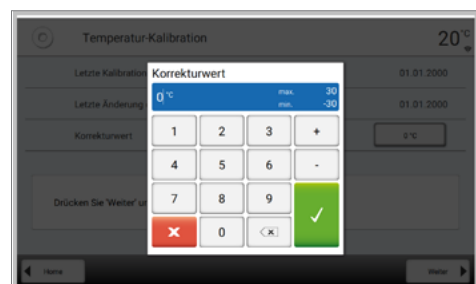 Temperatur-Kalibration
20°C
Letzte Kalibration
01.01.2000
Letzte Änderung
01.01.2000
Korrekturwert
0 °C
Drücken Sie 'Weiter' u
Home
Weiter
Korrekturwert
0 °C
max. 30
min. -30
1 2 3 +
4 5 6 -
7 8 9
0